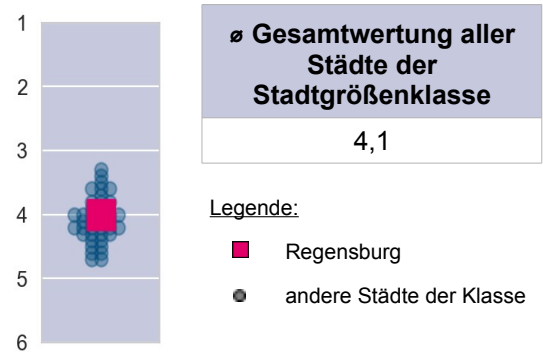 1
2
3
4
5
6
ø Gesamtwertung aller
Städte der
Stadtgrößenklasse
4,1
Legende:
Regensburg
andere Städte der Klasse